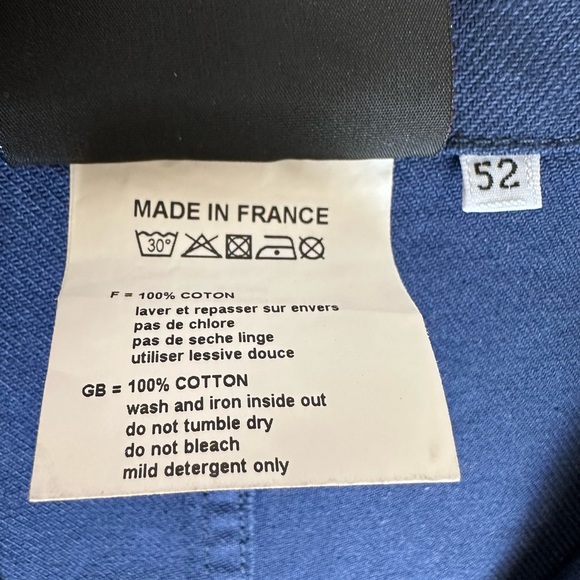 52
MADE IN FRANCE
30°
F = 100% COTON
laver et repasser sur envers
pas de chlore
pas de seche linge
utiliser lessive douce
GB = 100% COTTON
wash and iron inside out
do not tumble dry
do not bleach
mild detergent only